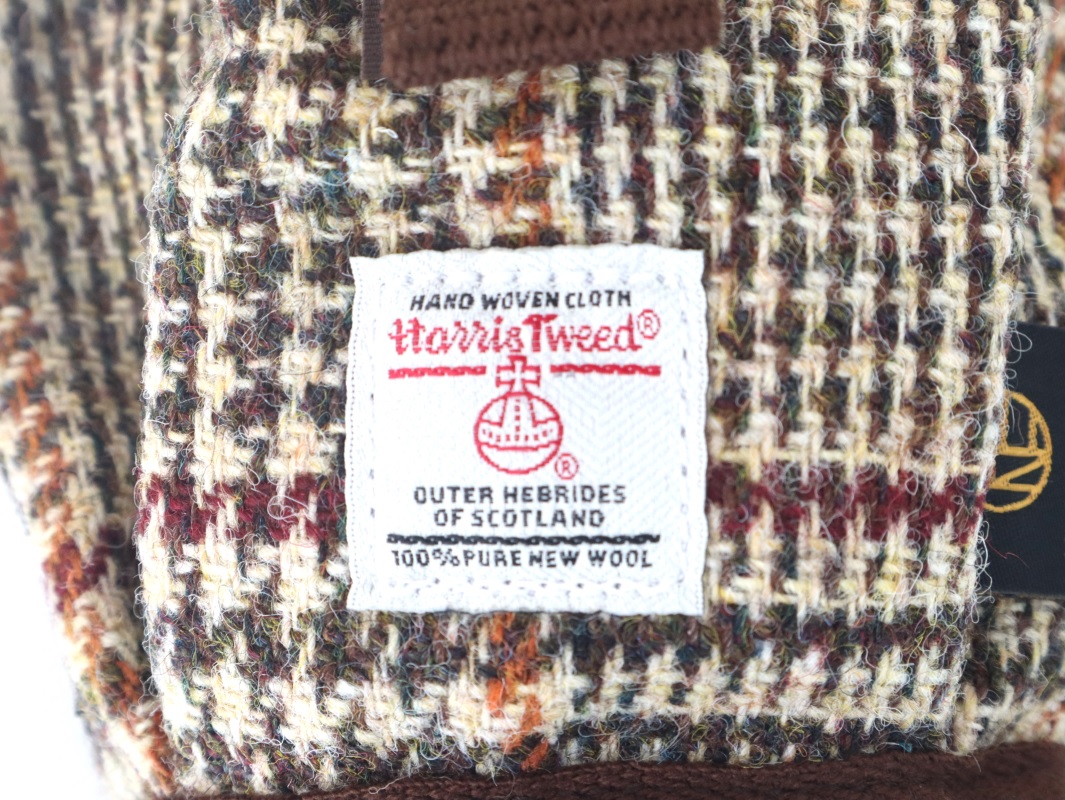 HAND WOVEN CLOTH
Harris Tweed®
®
OUTER HEBRIDES
OF SCOTLAND
100% PURE NEW WOOL